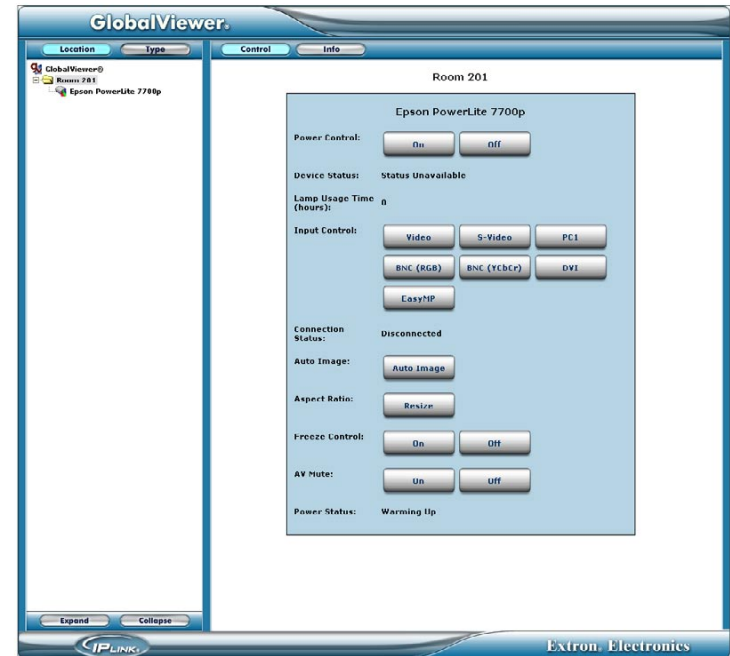 GlobalViewer®
Location Type Control Info
GlobalViewer®
Room 201
Epson PowerLite 7700p
Room 201
Epson PowerLite 7700p
Power Control: On Off
Device Status: Status Unavailable
Lamp Usage Time
(hours): 0
Input Control: Video S-Video PC1
BNC (RGB) BNC (YCbCr) DVI
EasyMP
Connection
Status: Disconnected
Auto Image: Auto Image
Aspect Ratio: Resize
Freeze Control: On Off
AV Mute: On Off
Power Status: Warming Up
Expand Collapse
IPLINK® Extron® Electronics